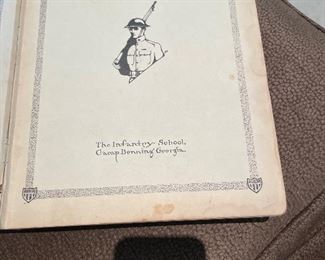 The Infantry School,
Camp Benning Georgia.